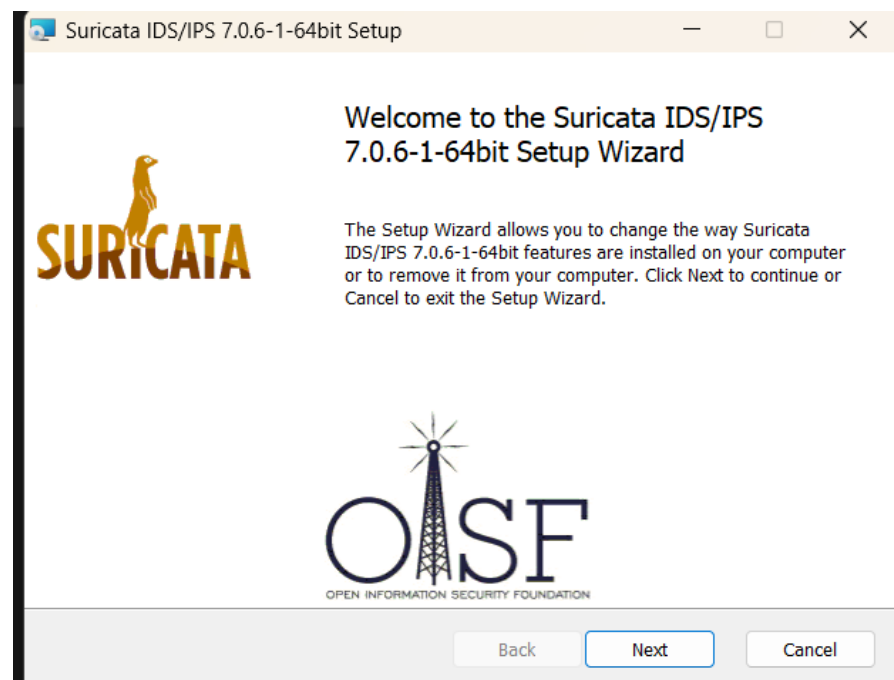 Suricata IDS/IPS 7.0.6-1-64bit Setup
Welcome to the Suricata IDS/IPS
7.0.6-1-64bit Setup Wizard
SURICATA
The Setup Wizard allows you to change the way Suricata
IDS/IPS 7.0.6-1-64bit features are installed on your computer
or to remove it from your computer. Click Next to continue or
Cancel to exit the Setup Wizard.
OISF
OPEN INFORMATION SECURITY FOUNDATION
Back Next Cancel